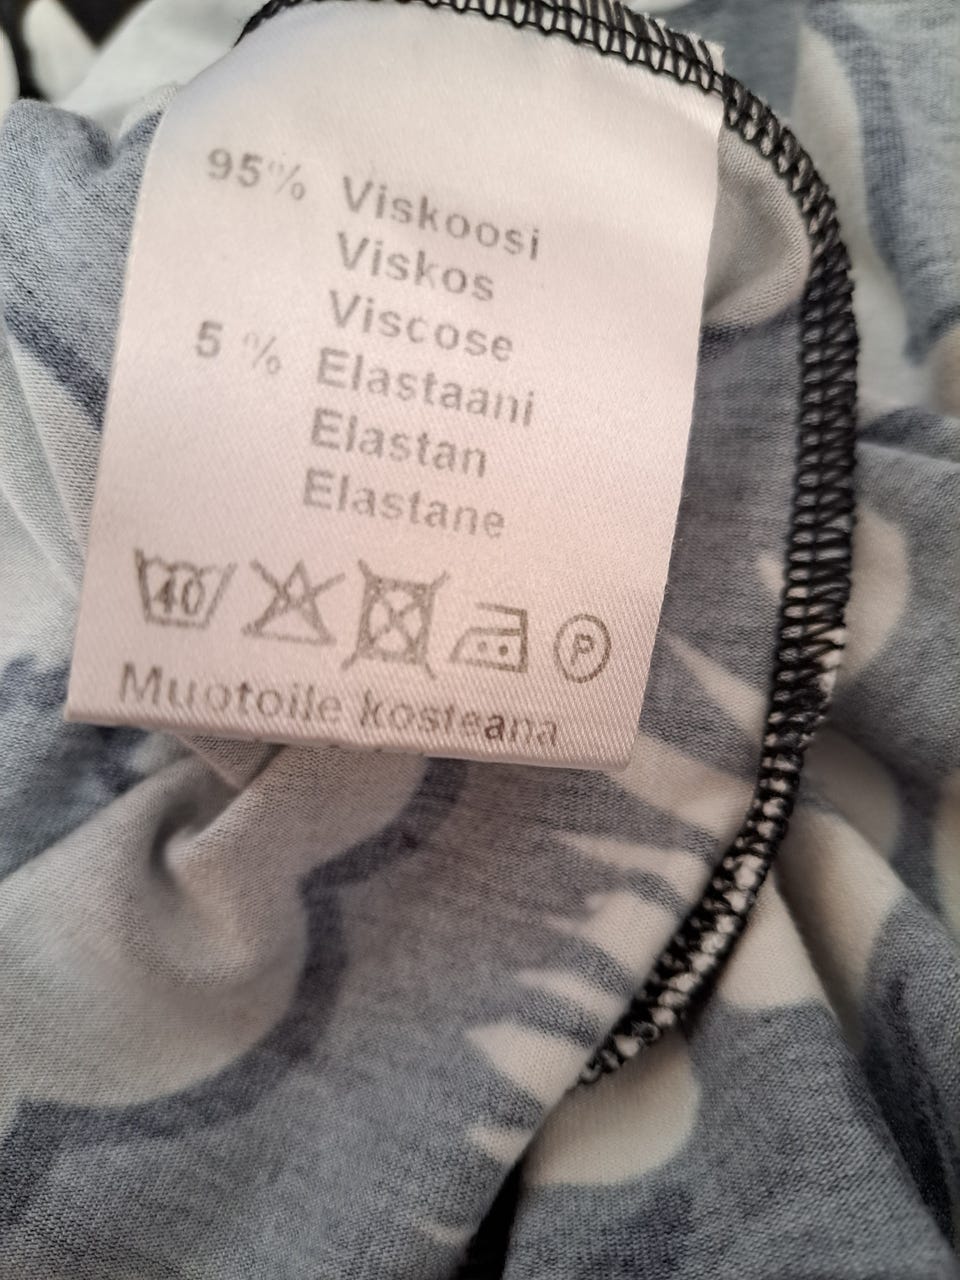 95% Viskoosi
Viskos
Viscose
5 % Elastaani
Elastan
Elastane
40 P
Muotoile kosteana